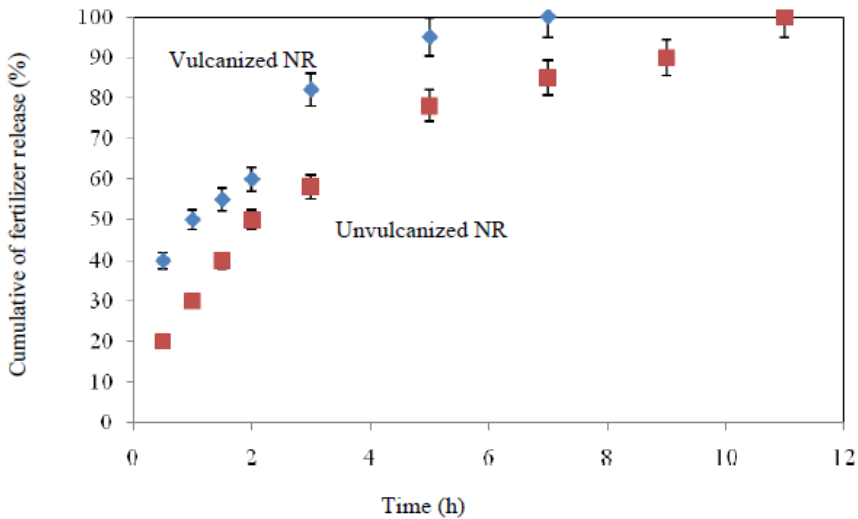 Cumulative of fertilizer release (%)
100
90
80
70
60
50
40
30
20
10
0
Vulcanized NR
Unvulcanized NR
0 2 4 6 8 10 12
Time (h)